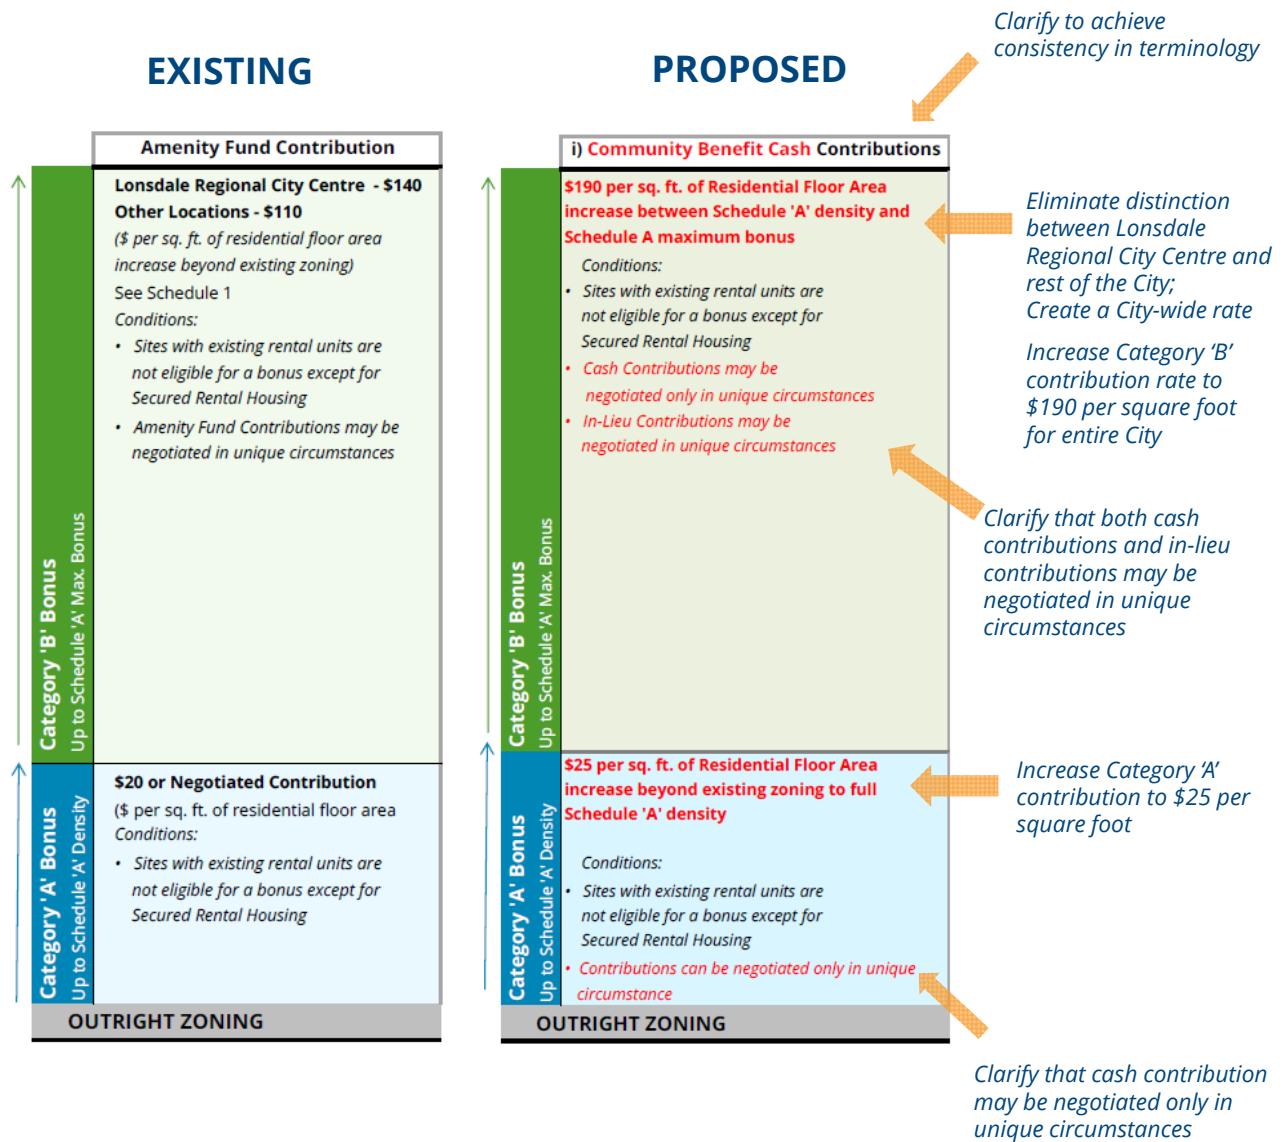 EXISTING
Amenity Fund Contribution
Category 'B' Bonus
Up to Schedule 'A' Max. Bonus
Lonsdale Regional City Centre - $140
Other Locations - $110
($ per sq. ft. of residential floor area
increase beyond existing zoning)
See Schedule 1
Conditions:
• Sites with existing rental units are
not eligible for a bonus except for
Secured Rental Housing
• Amenity Fund Contributions may be
negotiated in unique circumstances
Category 'A' Bonus
Up to Schedule 'A' Density
$20 or Negotiated Contribution
($ per sq. ft. of residential floor area
Conditions:
• Sites with existing rental units are
not eligible for a bonus except for
Secured Rental Housing
OUTRIGHT ZONING
PROPOSED
i) Community Benefit Cash Contributions
Category 'B' Bonus
Up to Schedule 'A' Max. Bonus
$190 per sq. ft. of Residential Floor Area
increase between Schedule 'A' density and
Schedule A maximum bonus
Conditions:
• Sites with existing rental units are
not eligible for a bonus except for
Secured Rental Housing
• Cash Contributions may be
negotiated only in unique circumstances
• In-Lieu Contributions may be
negotiated in unique circumstances
Category 'A' Bonus
Up to Schedule 'A' Density
$25 per sq. ft. of Residential Floor Area
increase beyond existing zoning to full
Schedule 'A' density
Conditions:
• Sites with existing rental units are
not eligible for a bonus except for
Secured Rental Housing
• Contributions can be negotiated only in unique
circumstance
OUTRIGHT ZONING
Clarify to achieve
consistency in terminology
Eliminate distinction
between Lonsdale
Regional City Centre and
rest of the City;
Create a City-wide rate
Increase Category ‘B’
contribution rate to
$190 per square foot
for entire City
Clarify that both cash
contributions and in-lieu
contributions may be
negotiated in unique
circumstances
Increase Category ‘A’
contribution to $25 per
square foot
Clarify that cash contribution
may be negotiated only in
unique circumstances